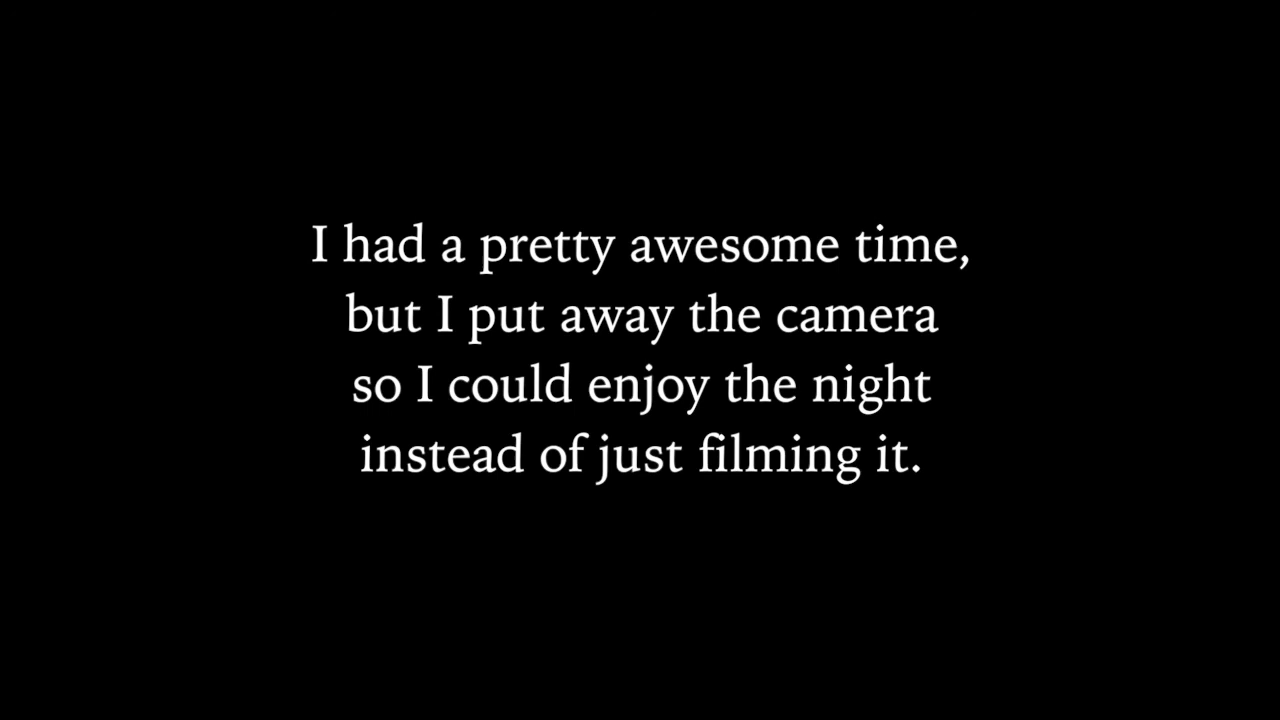 I had a pretty awesome time,
but I put away the camera
so I could enjoy the night
instead of just filming it.